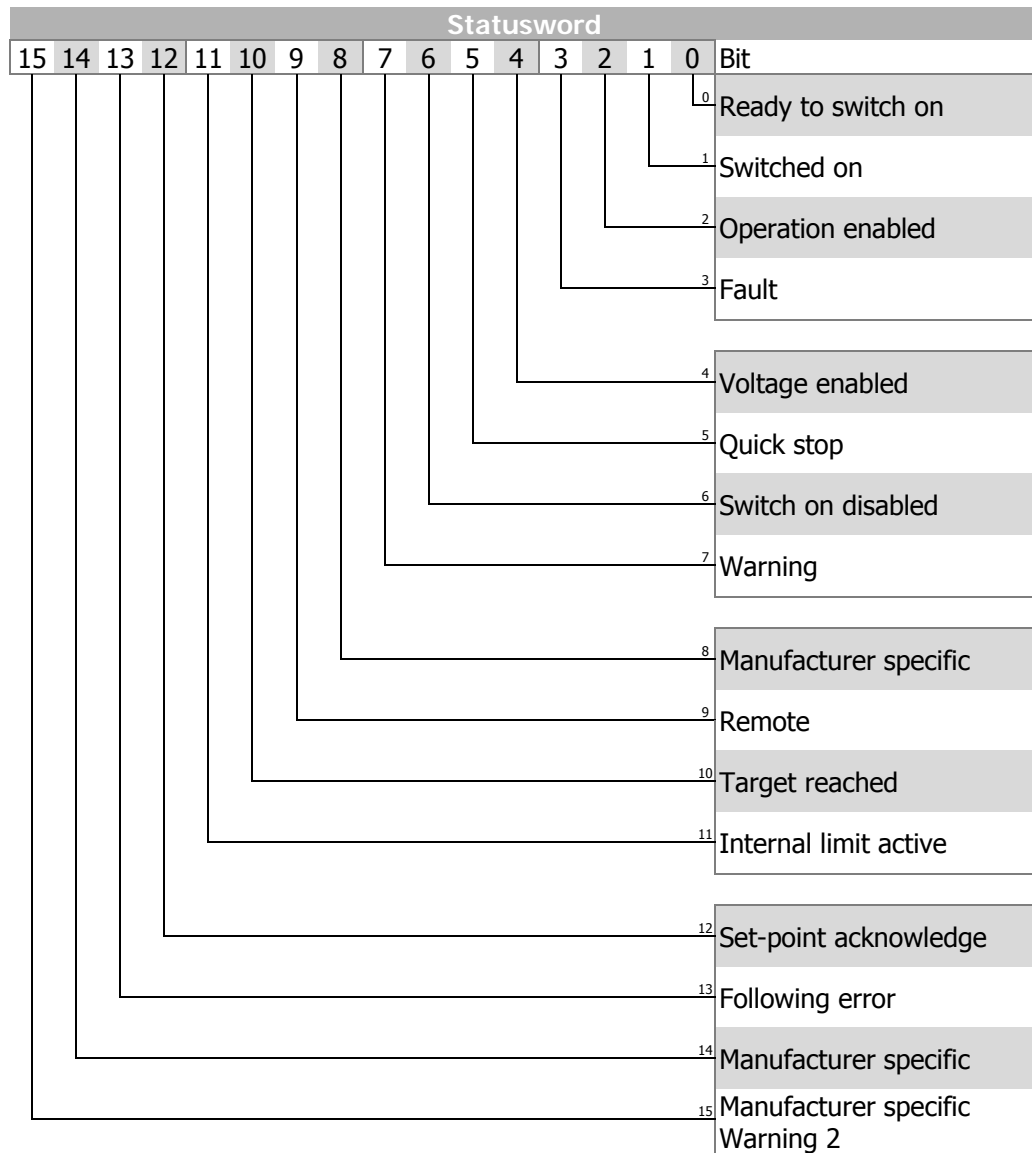 Statusword
15 14 13 12 11 10 9 8 7 6 5 4 3 2 1 0 Bit
0 Ready to switch on
1 Switched on
2 Operation enabled
3 Fault
4 Voltage enabled
5 Quick stop
6 Switch on disabled
7 Warning
8 Manufacturer specific
9 Remote
10 Target reached
11 Internal limit active
12 Set-point acknowledge
13 Following error
14 Manufacturer specific
15 Manufacturer specific
Warning 2